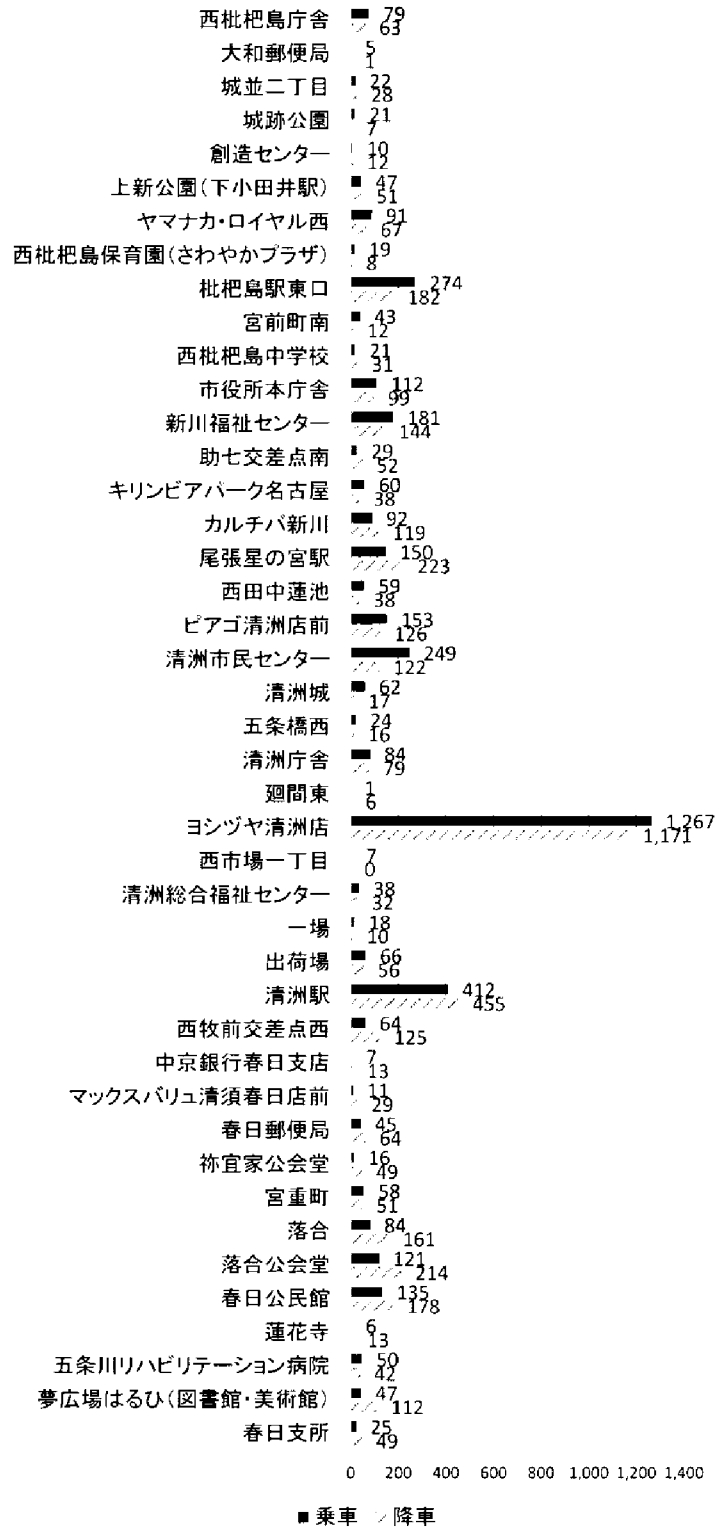 西枇杷島庁舎 79 63
大和郵便局 5 1
城並二丁目 22 28
城跡公園 21 7
創造センター 10 12
上新公園(下小田井駅) 47 51
ヤマナカ・ロイヤル西 91 67
西枇杷島保育園(さわやかプラザ) 19 8
枇杷島駅東口 274 182
宮前町南 43 12
西枇杷島中学校 21 31
市役所本庁舎 112 99
新川福祉センター 181 144
助七交差点南 29 52
キリンビアパーク名古屋 60 38
カルチバ新川 92 119
尾張星の宮駅 150 223
西田中蓮池 59 38
ピアゴ清洲店前 153 126
清洲市民センター 249 122
清洲城 62 17
五条橋西 24 16
清洲庁舎 84 79
廻間東 1 6
ヨシヅヤ清洲店 1,267 1,171
西市場一丁目 7 0
清洲総合福祉センター 38 32
一場 18 10
出荷場 66 56
清洲駅 412 455
西牧前交差点西 64 125
中京銀行春日支店 7 13
マックスバリュ清須春日店前 11 29
春日郵便局 45 64
祢宜家公会堂 16 49
宮重町 58 51
落合 84 161
落合公会堂 121 214
春日公民館 135 178
蓮花寺 6 13
五条川リハビリテーション病院 50 42
夢広場はるひ(図書館・美術館) 47 112
春日支所 25 49
0 200 400 600 800 1,000 1,200 1,400
乗車 降車